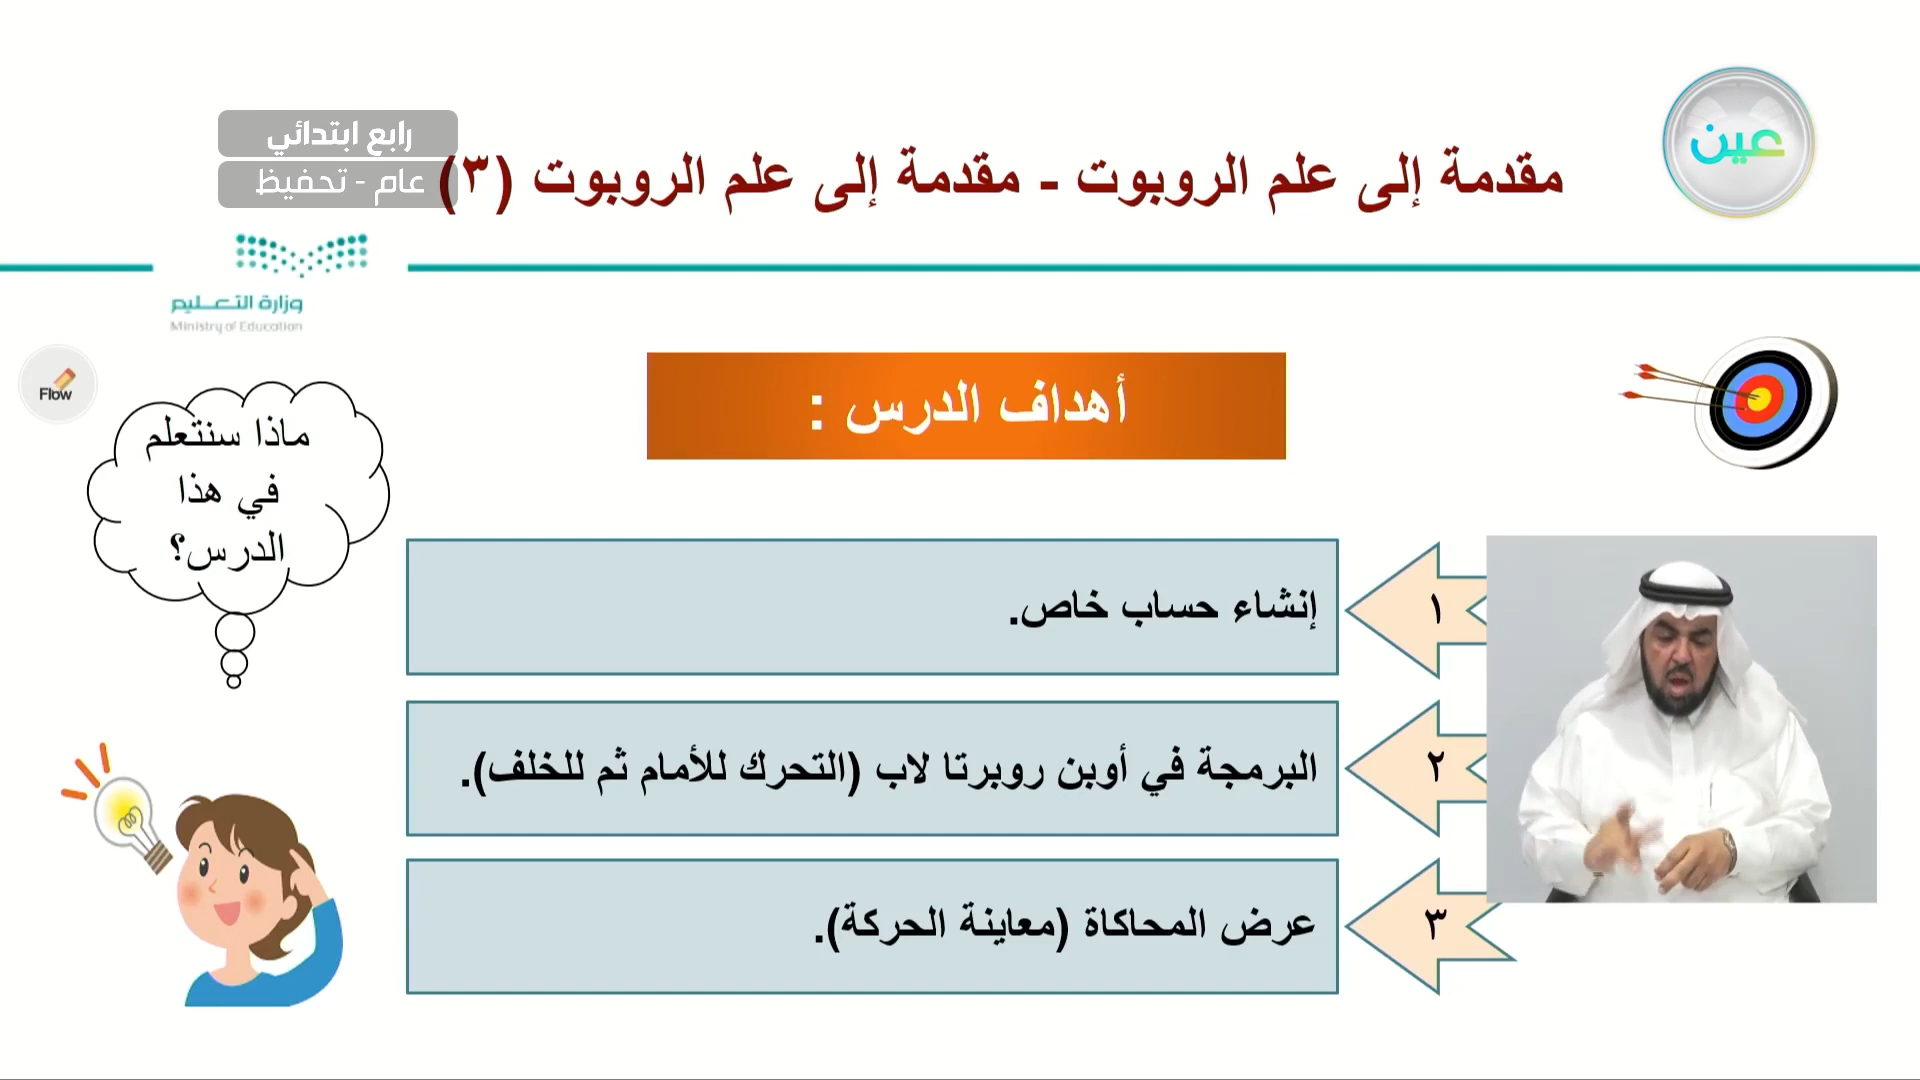 عين
رابع ابتدائي
عام - تحفيظ
مقدمة إلى علم الروبوت - مقدمة إلى علم الروبوت (٣)
وزارة التعليم
Ministry of Education
Flow
أهداف الدرس :
ماذا سنتعلم
في هذا
الدرس؟
١
إنشاء حساب خاص.
٢
البرمجة في أوبن روبرتا لاب (التحرك للأمام ثم للخلف).
٣
عرض المحاكاة (معاينة الحركة).